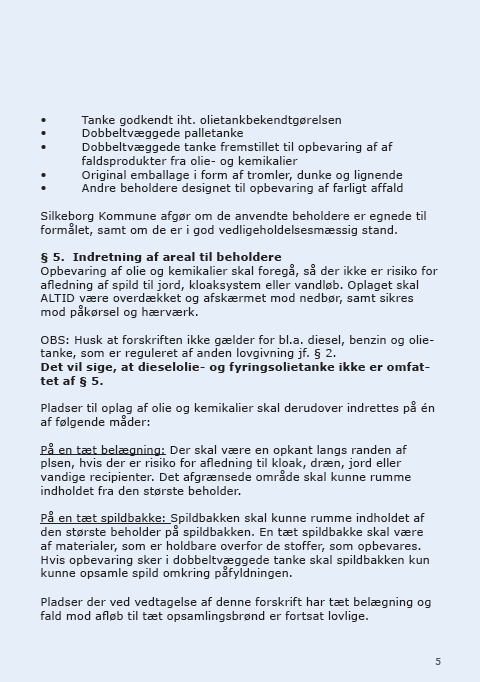 • Tanke godkendt iht. olietankbekendtgørelsen
• Dobbeltvæggede palletanke
• Dobbeltvæggede tanke fremstillet til opbevaring af af
faldsprodukter fra olie- og kemikalier
• Original emballage i form af tromler, dunke og lignende
• Andre beholdere designet til opbevaring af farligt affald
Silkeborg Kommune afgør om de anvendte beholdere er egnede til
formålet, samt om de er i god vedligeholdelsesmæssig stand.
§ 5. Indretning af areal til beholdere
Opbevaring af olie og kemikalier skal foregå, så der ikke er risiko for
afledning af spild til jord, kloaksystem eller vandløb. Oplaget skal
ALTID være overdækket og afskærmet mod nedbør, samt sikres
mod påkørsel og hærværk.
OBS: Husk at forskriften ikke gælder for bl.a. diesel, benzin og olie-
tanke, som er reguleret af anden lovgivning jf. § 2.
Det vil sige, at dieselolie- og fyringsolietanke ikke er omfat-
tet af § 5.
Pladser til oplag af olie og kemikalier skal derudover indrettes på én
af følgende måder:
På en tæt belægning: Der skal være en opkant langs randen af
plsen, hvis der er risiko for afledning til kloak, dræn, jord eller
vandige recipienter. Det afgrænsede område skal kunne rumme
indholdet fra den største beholder.
På en tæt spildbakke: Spildbakken skal kunne rumme indholdet af
den største beholder på spildbakken. En tæt spildbakke skal være
af materialer, som er holdbare overfor de stoffer, som opbevares.
Hvis opbevaring sker i dobbeltvæggede tanke skal spildbakken kun
kunne opsamle spild omkring påfyldningen.
Pladser der ved vedtagelse af denne forskrift har tæt belægning og
fald mod afløb til tæt opsamlingsbrønd er fortsat lovlige.
5